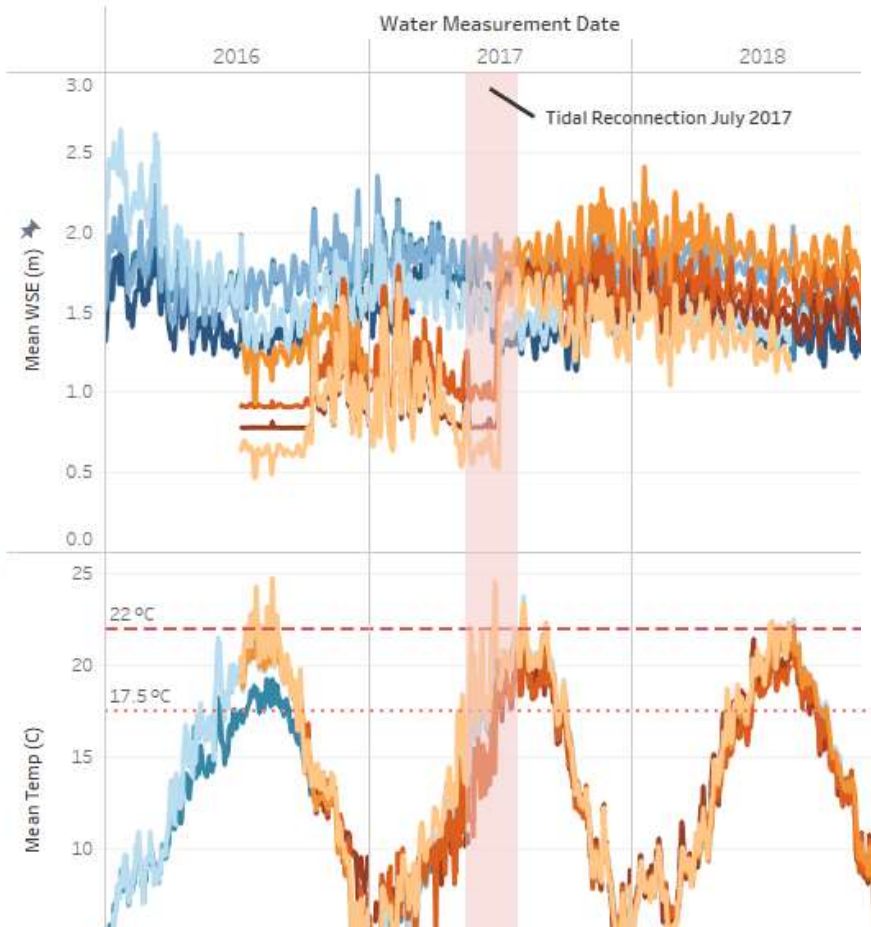 Water Measurement Date
2016 2017 2018
3.0
Tidal Reconnection July 2017
2.5
2.0
Mean WSE (m)
1.5
1.0
0.5
0.0
25
22 ºC
20
17.5 ºC
Mean Temp (C)
15
10